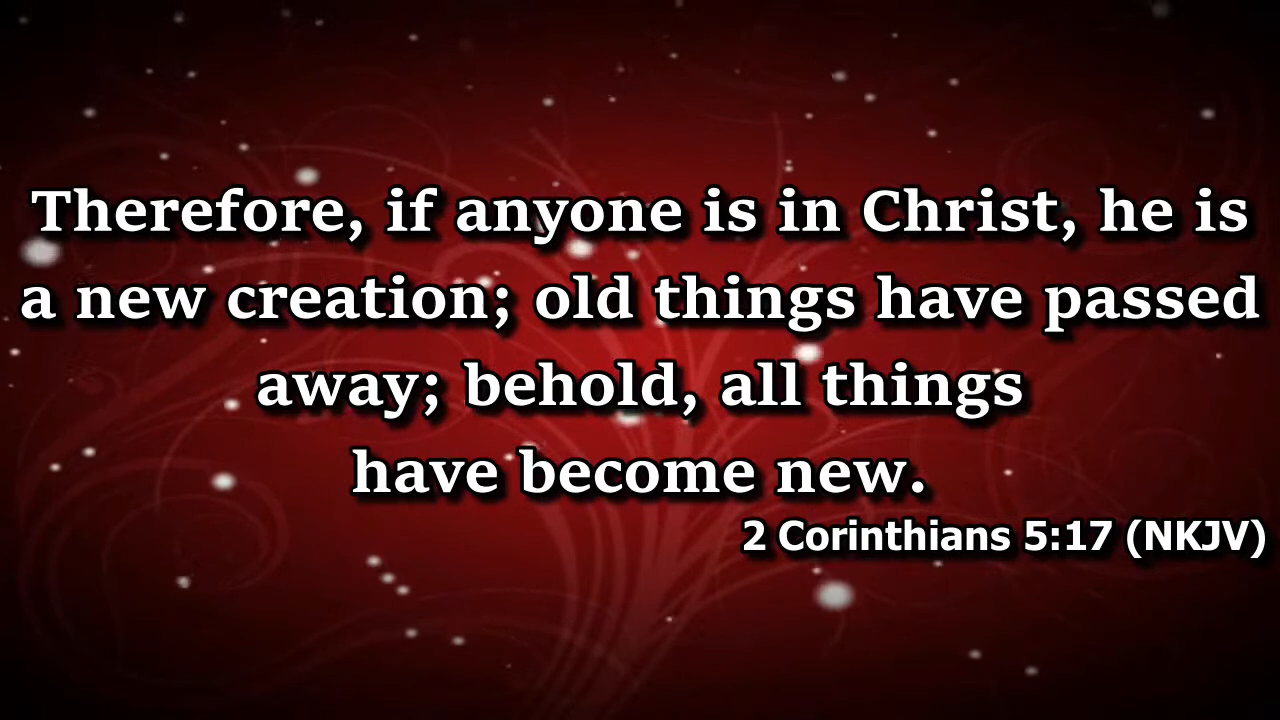 Therefore, if anyone is in Christ, he is
a new creation; old things have passed
away; behold, all things
have become new.
2 Corinthians 5:17 (NKJV)